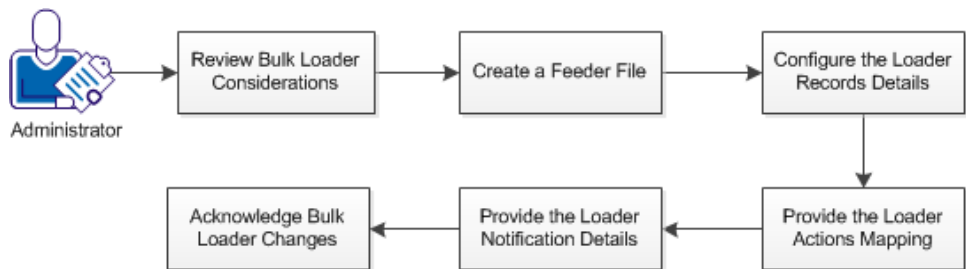 Administrator
Review Bulk Loader
Considerations
Create a Feeder File
Configure the Loader
Records Details
Provide the Loader
Actions Mapping
Provide the Loader
Notification Details
Acknowledge Bulk
Loader Changes